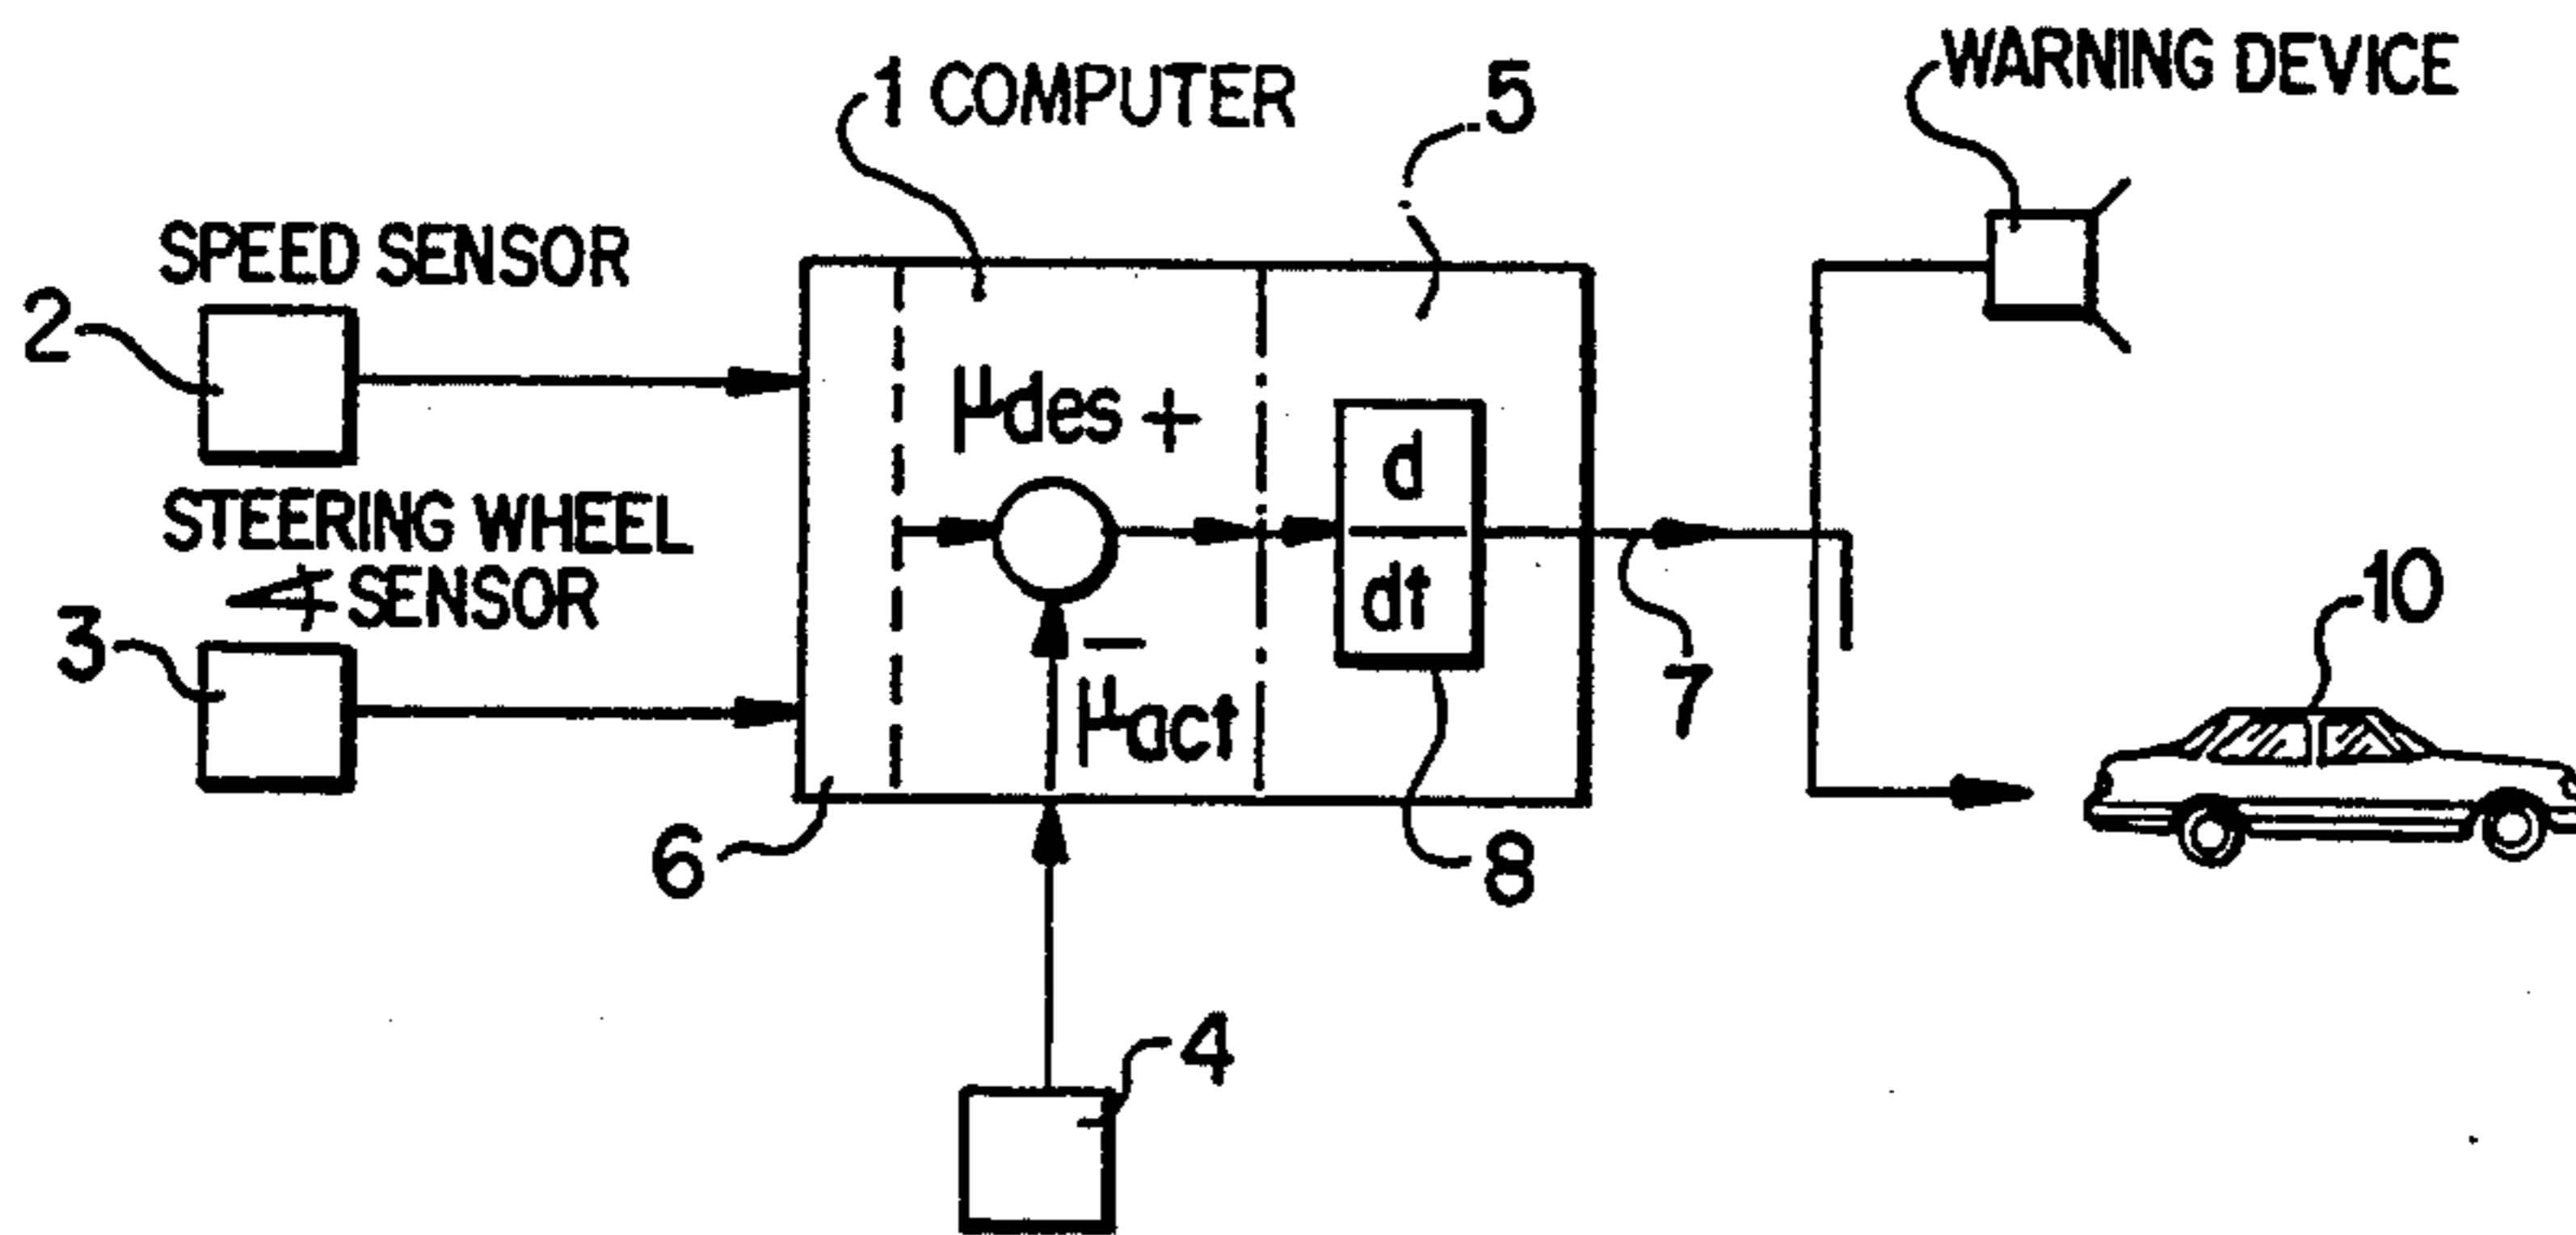 WARNING DEVICE
1 COMPUTER
5
SPEED SENSOR
2
μdes +
STEERING WHEEL
∢ SENSOR
3
d
dt
−
μact
7
10
6
8
4